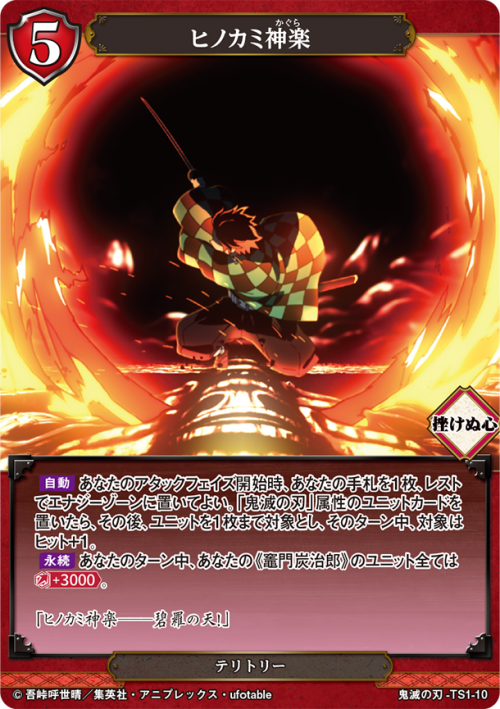 5
かぐら
ヒノカミ神楽
挫けぬ心
自動 あなたのアタックフェイズ開始時、あなたの手札を1枚、レスト
でエナジーゾーンに置いてよい。「鬼滅の刃」属性のユニットカードを
置いたら、その後、ユニットを1枚まで対象とし、そのターン中、対象は
ヒット+1。
永続 あなたのターン中、あなたの《竈門炭治郎》のユニット全ては
+3000。
『ヒノカミ神楽――碧羅の天!』
テリトリー
© 吾峠呼世晴／集英社・アニプレックス・ufotable
鬼滅の刃 -TS1-10